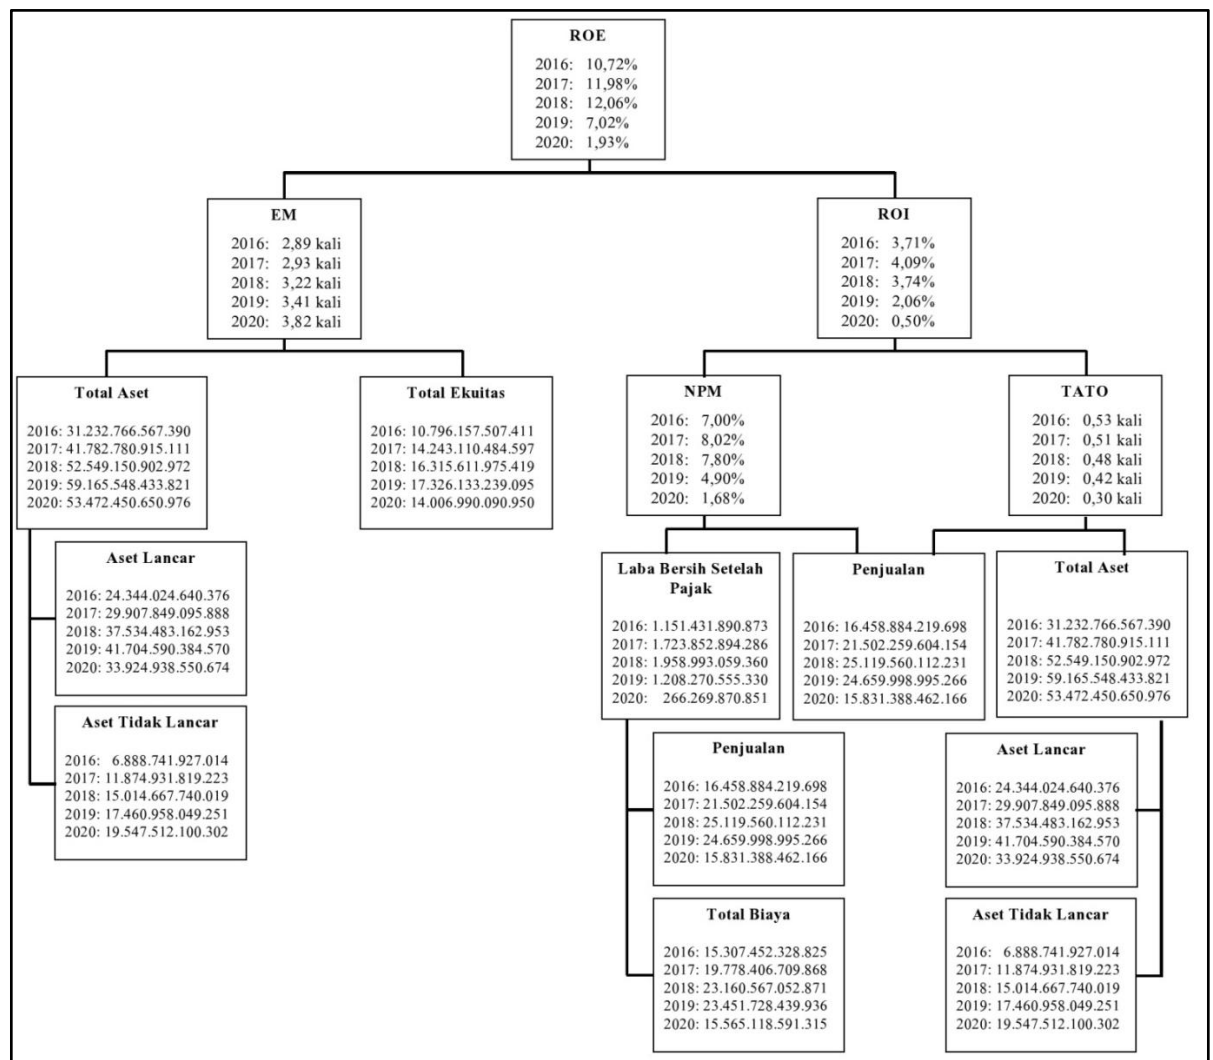 ROE
2016: 10,72%
2017: 11,98%
2018: 12,06%
2019: 7,02%
2020: 1,93%
EM
2016: 2,89 kali
2017: 2,93 kali
2018: 3,22 kali
2019: 3,41 kali
2020: 3,82 kali
ROI
2016: 3,71%
2017: 4,09%
2018: 3,74%
2019: 2,06%
2020: 0,50%
Total Aset
2016: 31.232.766.567.390
2017: 41.782.780.915.111
2018: 52.549.150.902.972
2019: 59.165.548.433.821
2020: 53.472.450.650.976
Total Ekuitas
2016: 10.796.157.507.411
2017: 14.243.110.484.597
2018: 16.315.611.975.419
2019: 17.326.133.239.095
2020: 14.006.990.090.950
NPM
2016: 7,00%
2017: 8,02%
2018: 7,80%
2019: 4,90%
2020: 1,68%
TATO
2016: 0,53 kali
2017: 0,51 kali
2018: 0,48 kali
2019: 0,42 kali
2020: 0,30 kali
Aset Lancar
2016: 24.344.024.640.376
2017: 29.907.849.095.888
2018: 37.534.483.162.953
2019: 41.704.590.384.570
2020: 33.924.938.550.674
Aset Tidak Lancar
2016: 6.888.741.927.014
2017: 11.874.931.819.223
2018: 15.014.667.740.019
2019: 17.460.958.049.251
2020: 19.547.512.100.302
Laba Bersih Setelah
Pajak
2016: 1.151.431.890.873
2017: 1.723.852.894.286
2018: 1.958.993.059.360
2019: 1.208.270.555.330
2020: 266.269.870.851
Penjualan
2016: 16.458.884.219.698
2017: 21.502.259.604.154
2018: 25.119.560.112.231
2019: 24.659.998.995.266
2020: 15.831.388.462.166
Total Aset
2016: 31.232.766.567.390
2017: 41.782.780.915.111
2018: 52.549.150.902.972
2019: 59.165.548.433.821
2020: 53.472.450.650.976
Penjualan
2016: 16.458.884.219.698
2017: 21.502.259.604.154
2018: 25.119.560.112.231
2019: 24.659.998.995.266
2020: 15.831.388.462.166
Aset Lancar
2016: 24.344.024.640.376
2017: 29.907.849.095.888
2018: 37.534.483.162.953
2019: 41.704.590.384.570
2020: 33.924.938.550.674
Total Biaya
2016: 15.307.452.328.825
2017: 19.778.406.709.868
2018: 23.160.567.052.871
2019: 23.451.728.439.936
2020: 15.565.118.591.315
Aset Tidak Lancar
2016: 6.888.741.927.014
2017: 11.874.931.819.223
2018: 15.014.667.740.019
2019: 17.460.958.049.251
2020: 19.547.512.100.302